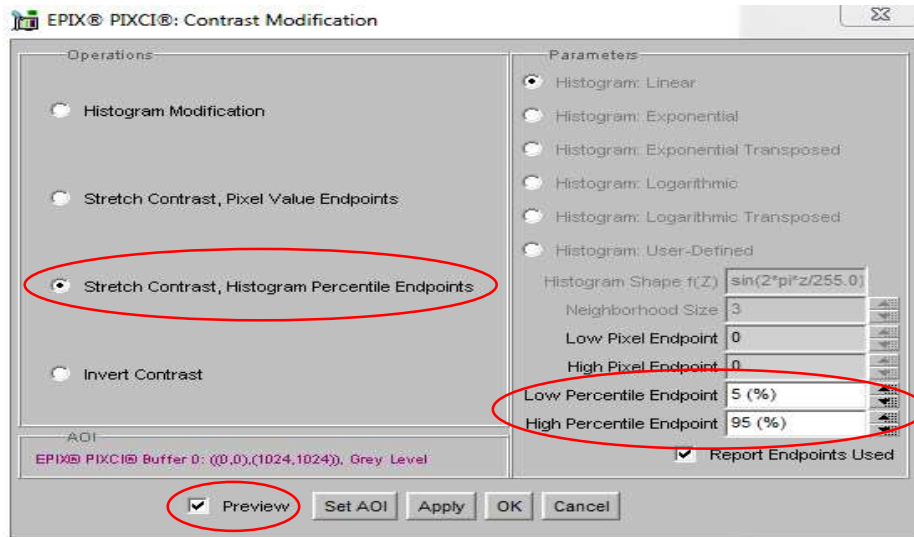 EPIX® PIXCI®: Contrast Modification
Operations
Histogram Modification
Stretch Contrast, Pixel Value Endpoints
Stretch Contrast, Histogram Percentile Endpoints
Invert Contrast
AOI
EPIX® PIXCI® Buffer 0: ((0,0),(1024,1024)), Grey Level
Parameters
Histogram: Linear
Histogram: Exponential
Histogram: Exponential Transposed
Histogram: Logarithmic
Histogram: Logarithmic Transposed
Histogram: User-Defined
Histogram Shape f(Z) sin(2*pi*z/255.0)
Neighborhood Size 3
Low Pixel Endpoint 0
High Pixel Endpoint 0
Low Percentile Endpoint 5 (%)
High Percentile Endpoint 95 (%)
Report Endpoints Used
Preview Set AOI Apply OK Cancel